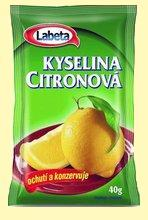 Labeta
KYSELINA
CITRONOVÁ
ochutí a konzervuje
40g